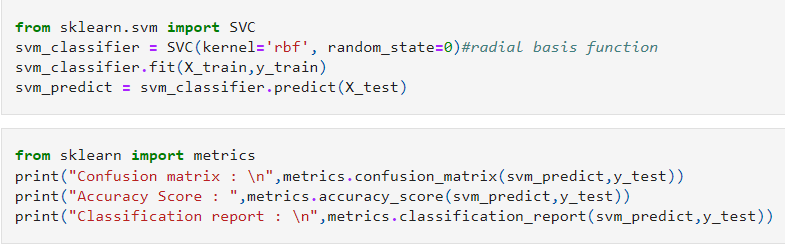 from sklearn.svm import SVC
svm_classifier = SVC(kernel='rbf', random_state=0)#radial basis function
svm_classifier.fit(X_train,y_train)
svm_predict = svm_classifier.predict(X_test)
from sklearn import metrics
print("Confusion matrix : \n",metrics.confusion_matrix(svm_predict,y_test))
print("Accuracy Score : ",metrics.accuracy_score(svm_predict,y_test))
print("Classification report : \n",metrics.classification_report(svm_predict,y_test))